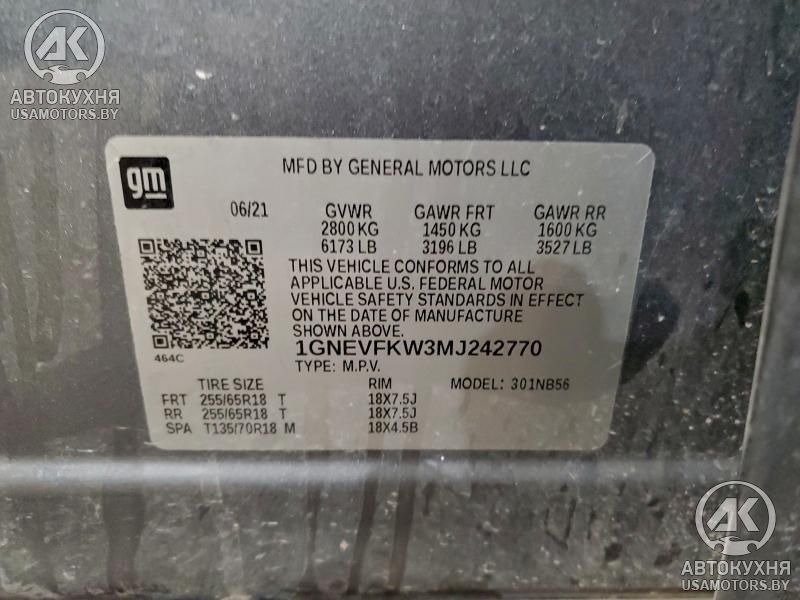 AK
АВТОКУХНЯ
USAMOTORS.BY
gm
MFD BY GENERAL MOTORS LLC
06/21 GVWR GAWR FRT GAWR RR
2800 KG 1450 KG 1600 KG
6173 LB 3196 LB 3527 LB
THIS VEHICLE CONFORMS TO ALL
APPLICABLE U.S. FEDERAL MOTOR
VEHICLE SAFETY STANDARDS IN EFFECT
ON THE DATE OF MANUFACTURE
SHOWN ABOVE.
464C
1GNEVFKW3MJ242770
TYPE: M.P.V.
TIRE SIZE RIM MODEL: 301NB56
FRT 255/65R18 T 18X7.5J
RR 255/65R18 T 18X7.5J
SPA T135/70R18 M 18X4.5B
AK
АВТОКУХНЯ
USAMOTORS.BY